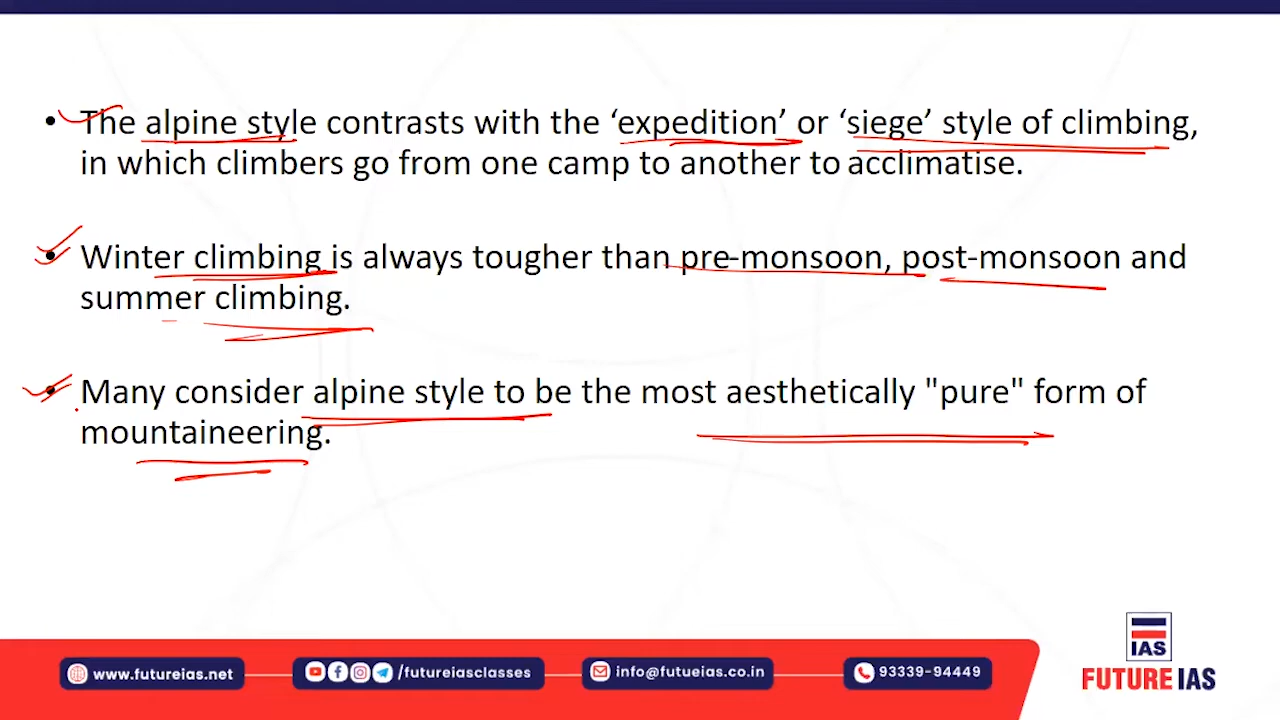 • The alpine style contrasts with the ‘expedition’ or ‘siege’ style of climbing,
in which climbers go from one camp to another to acclimatise.
• Winter climbing is always tougher than pre-monsoon, post-monsoon and
summer climbing.
• Many consider alpine style to be the most aesthetically "pure" form of
mountaineering.
IAS
www.futureias.net
/futureiasclasses
info@futueias.co.in
93339-94449
FUTURE IAS